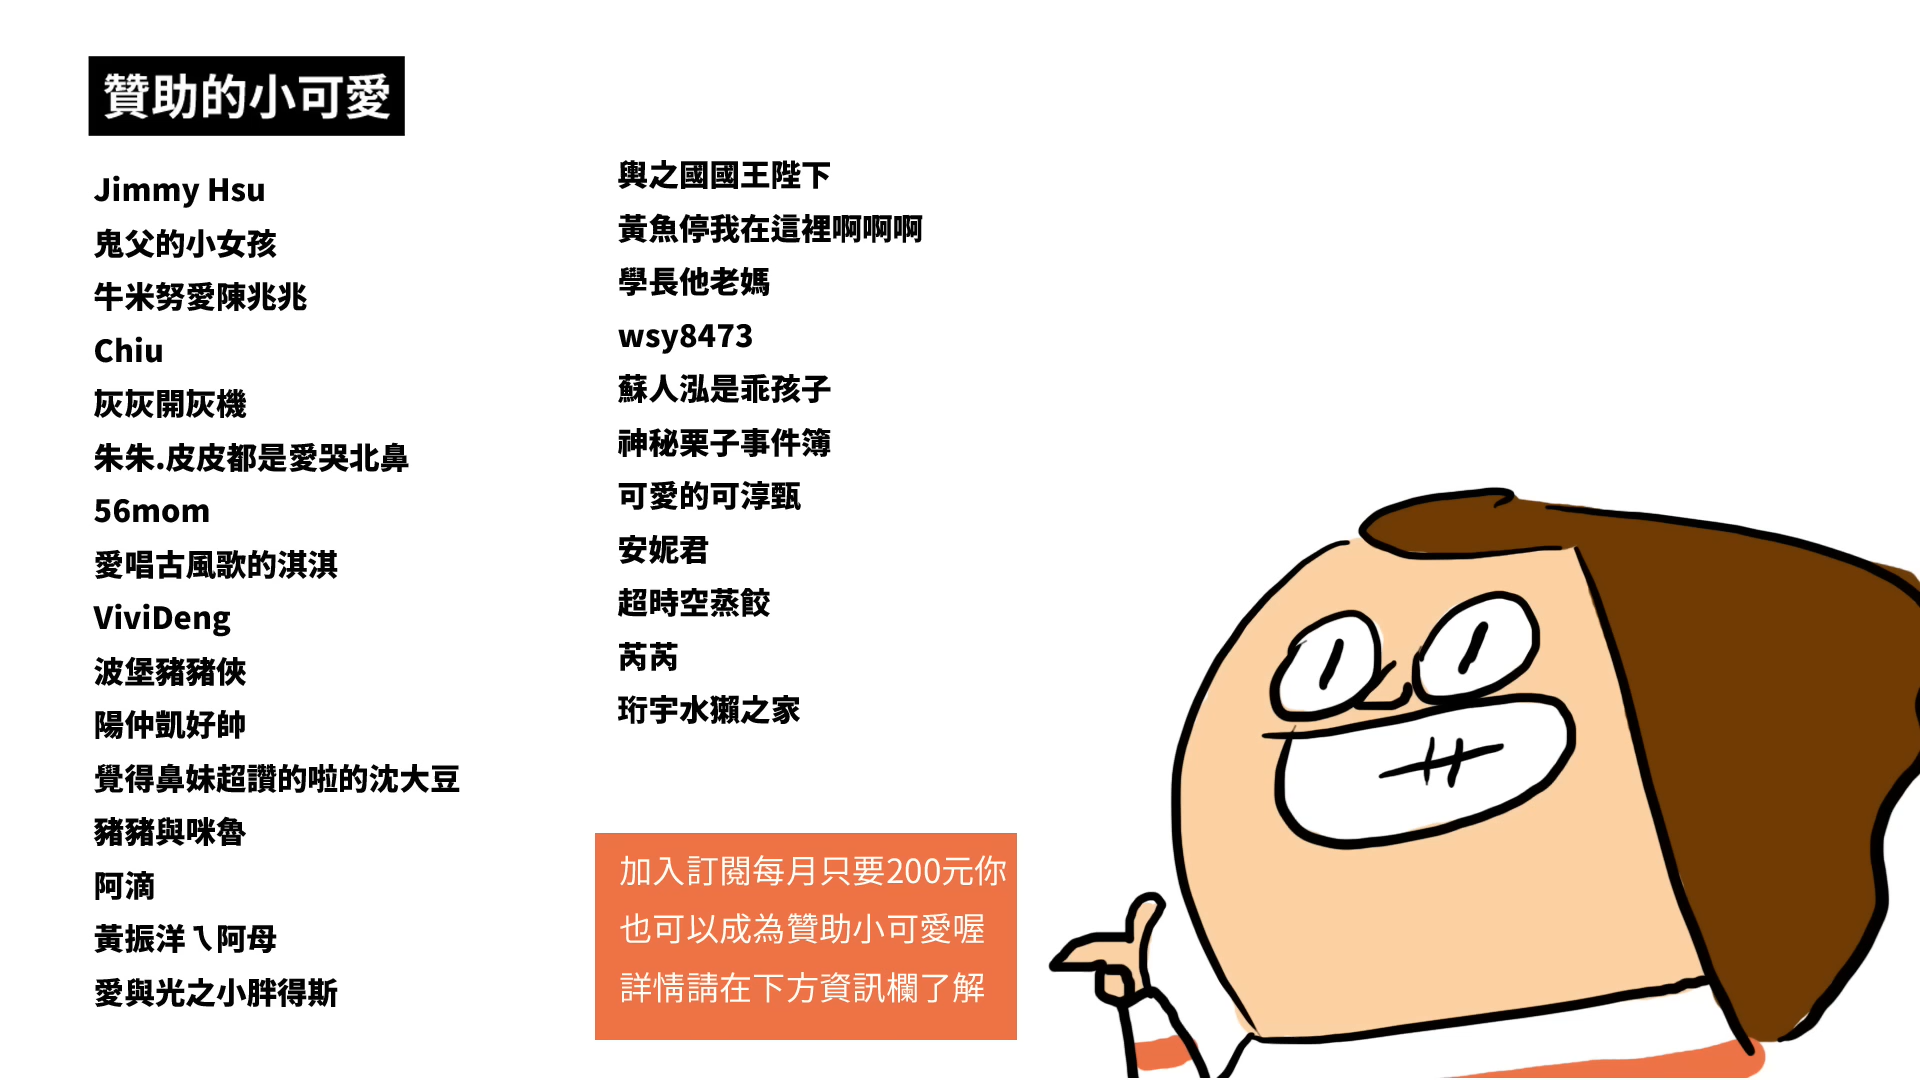 贊助的小可愛
Jimmy Hsu
鬼父的小女孩
牛米努愛陳兆兆
Chiu
灰灰開灰機
朱朱.皮皮都是愛哭北鼻
56mom
愛唱古風歌的淇淇
ViviDeng
波堡豬豬俠
陽仲凱好帥
覺得鼻妹超讚的啦的沈大豆
豬豬與咪魯
阿滴
黃振洋ㄟ阿母
愛與光之小胖得斯
輿之國國王陛下
黃魚停我在這裡啊啊啊
學長他老媽
wsy8473
蘇人泓是乖孩子
神秘栗子事件簿
可愛的可淳甄
安妮君
超時空蒸餃
芮芮
珩宇水獺之家
加入訂閱每月只要200元你
也可以成為贊助小可愛喔
詳情請在下方資訊欄了解